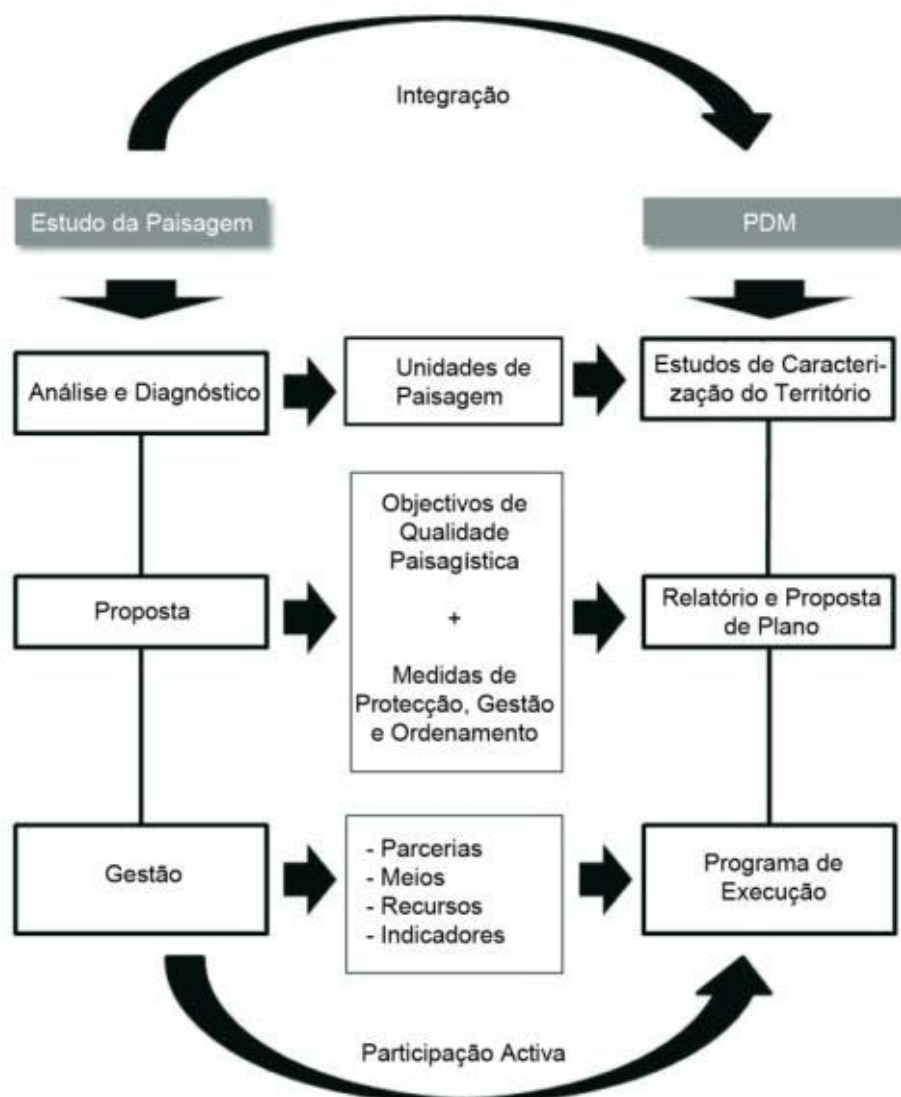 Integração
Estudo da Paisagem
PDM
Análise e Diagnóstico
Unidades de
Paisagem
Estudos de Caracteri-
zação do Território
Proposta
Objectivos de
Qualidade
Paisagística
+
Medidas de
Protecção, Gestão
e Ordenamento
Relatório e Proposta
de Plano
Gestão
- Parcerias
- Meios
- Recursos
- Indicadores
Programa de
Execução
Participação Activa